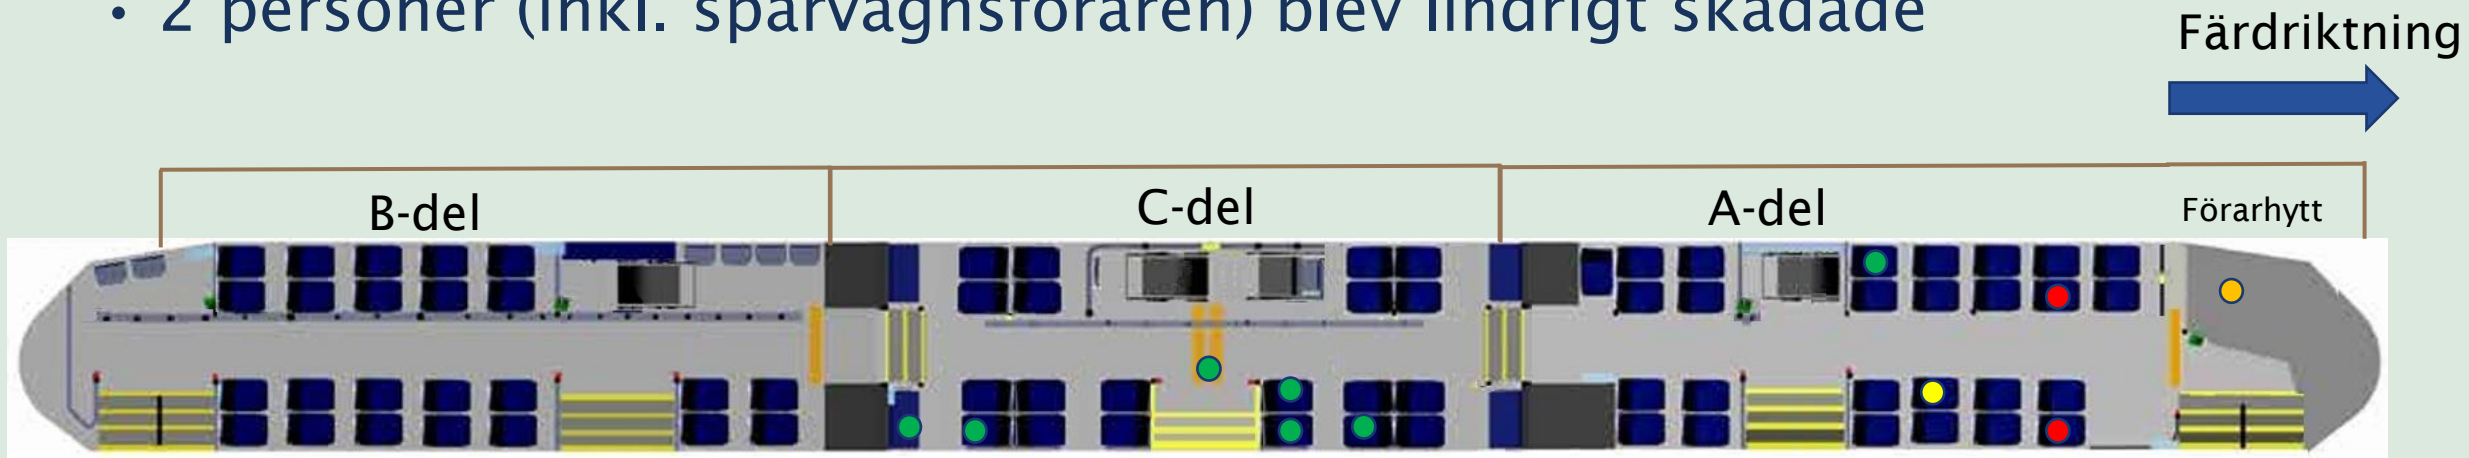 • 2 personer (inkl. spårvagnsföraren) blev lindrigt skadade
Färdriktning
B-del
C-del
A-del
Förarhytt